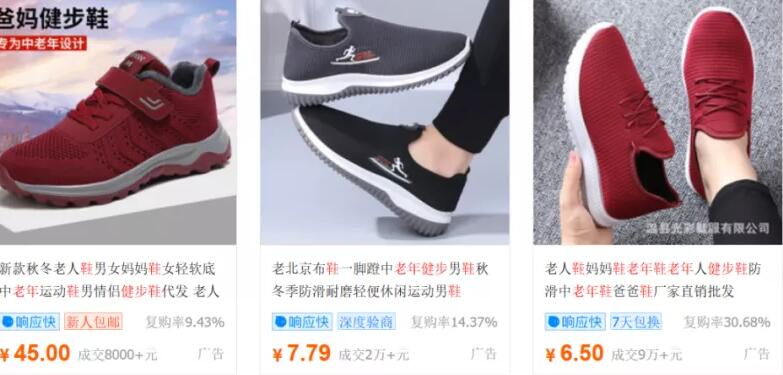 爸妈健步鞋
专为中老年设计
新款秋冬老人鞋男女妈妈鞋女轻软底
中老年运动鞋男情侣健步鞋代发 老人
响应快 新人包邮 复购率9.43%
¥ 45.00 成交8000+元 广告
老北京布鞋一脚蹬中老年健步男鞋秋
冬季防滑耐磨轻便休闲运动男鞋
响应快 深度验商 复购率14.37%
¥ 7.79 成交2万+元 广告
温县光彩鞋服有限公司
老人鞋妈妈鞋老年鞋老年人健步鞋防
滑中老年鞋爸爸鞋厂家直销批发
响应快 7天包换 复购率30.68%
¥ 6.50 成交9万+元 广告